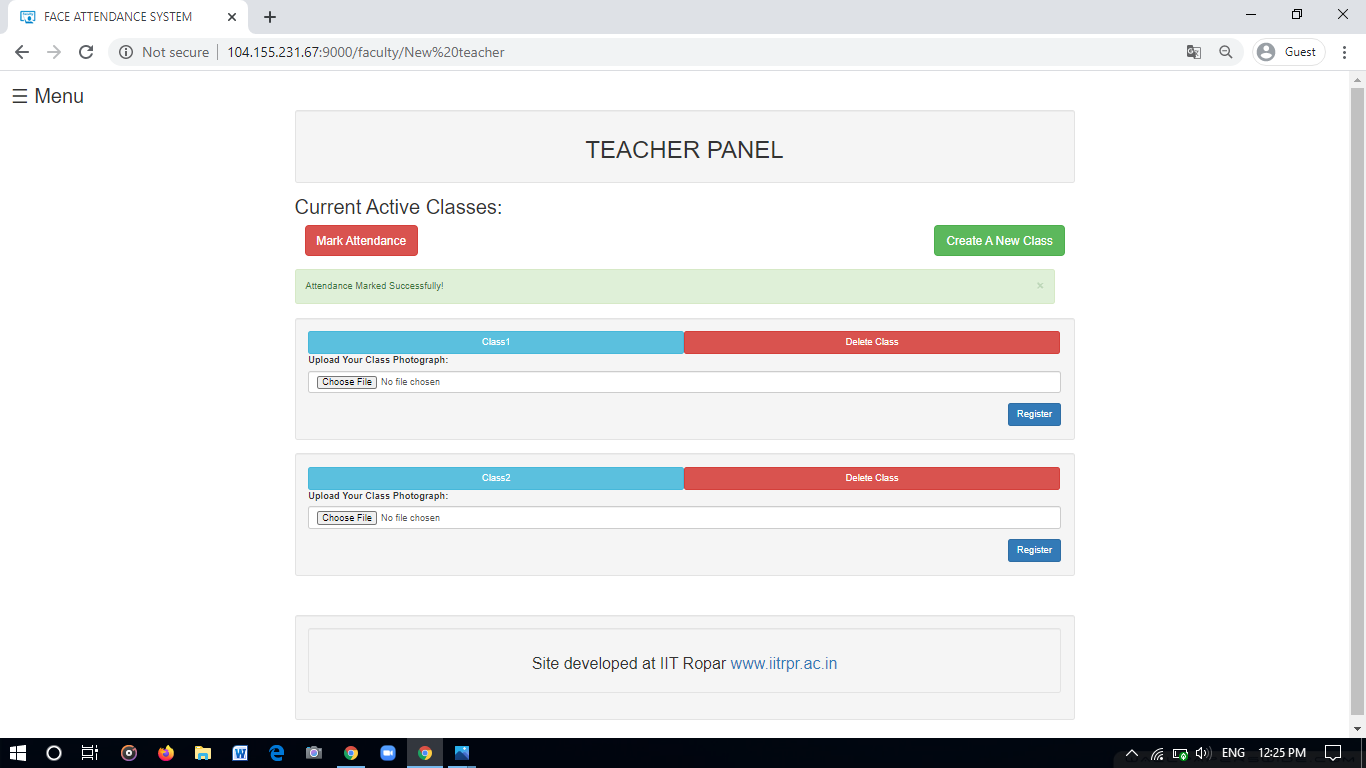 FACE ATTENDANCE SYSTEM
Not secure
104.155.231.67:9000/faculty/New%20teacher
Guest
☰ Menu
TEACHER PANEL
Current Active Classes:
Mark Attendance
Create A New Class
Attendance Marked Successfully!
×
Class1
Delete Class
Upload Your Class Photograph:
Choose File No file chosen
Register
Class2
Delete Class
Upload Your Class Photograph:
Choose File No file chosen
Register
Site developed at IIT Ropar www.iitrpr.ac.in
ENG
12:25 PM